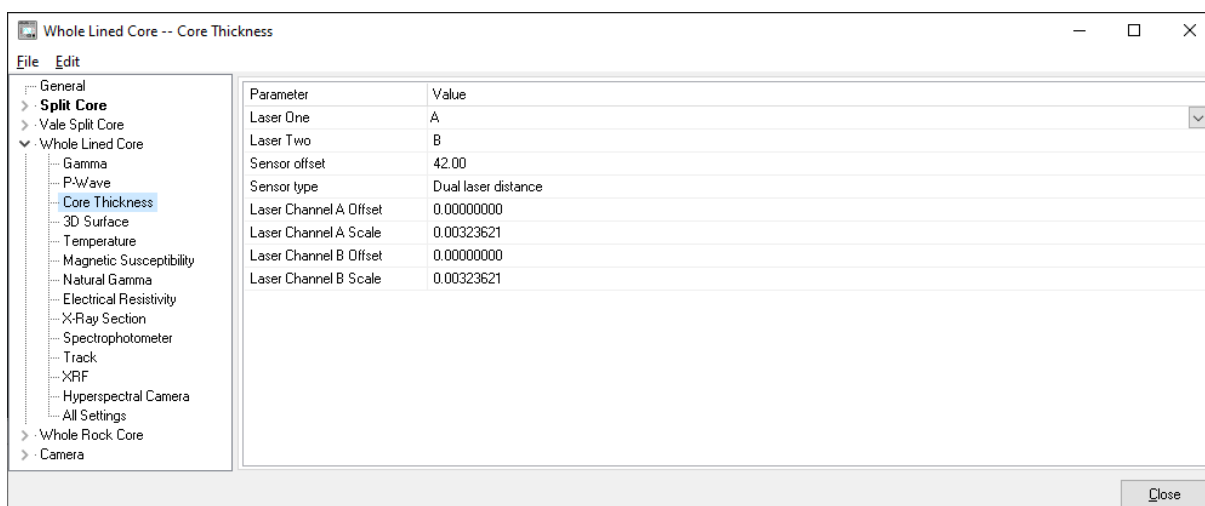 Whole Lined Core -- Core Thickness
File Edit
General
Split Core
Vale Split Core
Whole Lined Core
Gamma
P-Wave
Core Thickness
3D Surface
Temperature
Magnetic Susceptibility
Natural Gamma
Electrical Resistivity
X-Ray Section
Spectrophotometer
Track
XRF
Hyperspectral Camera
All Settings
Whole Rock Core
Camera
Parameter Value
Laser One A
Laser Two B
Sensor offset 42.00
Sensor type Dual laser distance
Laser Channel A Offset 0.00000000
Laser Channel A Scale 0.00323621
Laser Channel B Offset 0.00000000
Laser Channel B Scale 0.00323621
Close